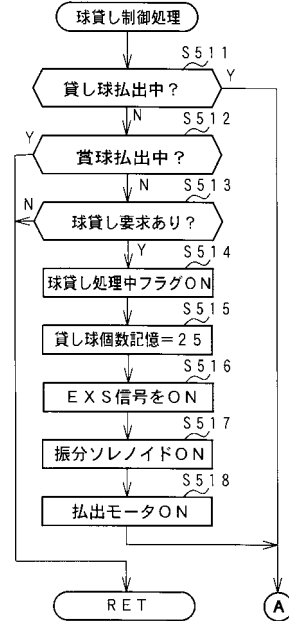 球貸し制御処理
S511
貸し球払出中?
Y
N
S512
Y
賞球払出中?
N
S513
N
球貸し要求あり?
Y
S514
球貸し処理中フラグON
S515
貸し球個数記憶=25
S516
EXS信号をON
S517
振分ソレノイドON
S518
払出モータON
RET
A